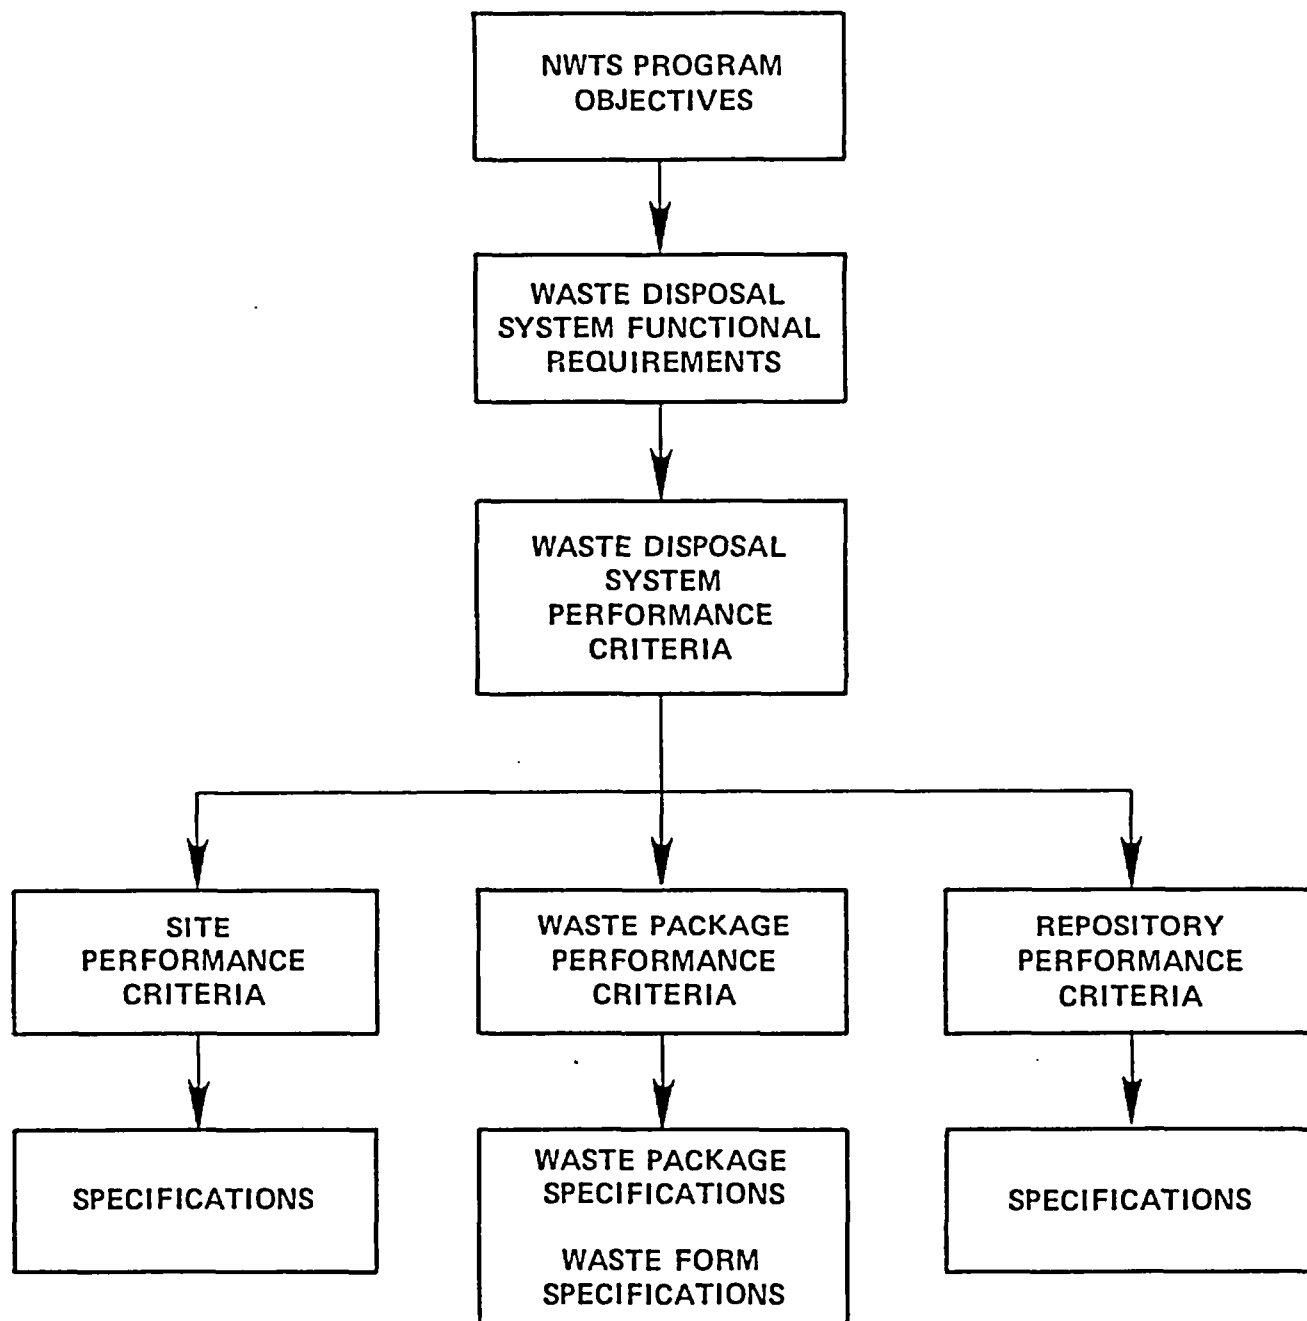 NWTS PROGRAM
OBJECTIVES
WASTE DISPOSAL
SYSTEM FUNCTIONAL
REQUIREMENTS
WASTE DISPOSAL
SYSTEM
PERFORMANCE
CRITERIA
SITE
PERFORMANCE
CRITERIA
WASTE PACKAGE
PERFORMANCE
CRITERIA
REPOSITORY
PERFORMANCE
CRITERIA
SPECIFICATIONS
WASTE PACKAGE
SPECIFICATIONS
WASTE FORM
SPECIFICATIONS
SPECIFICATIONS